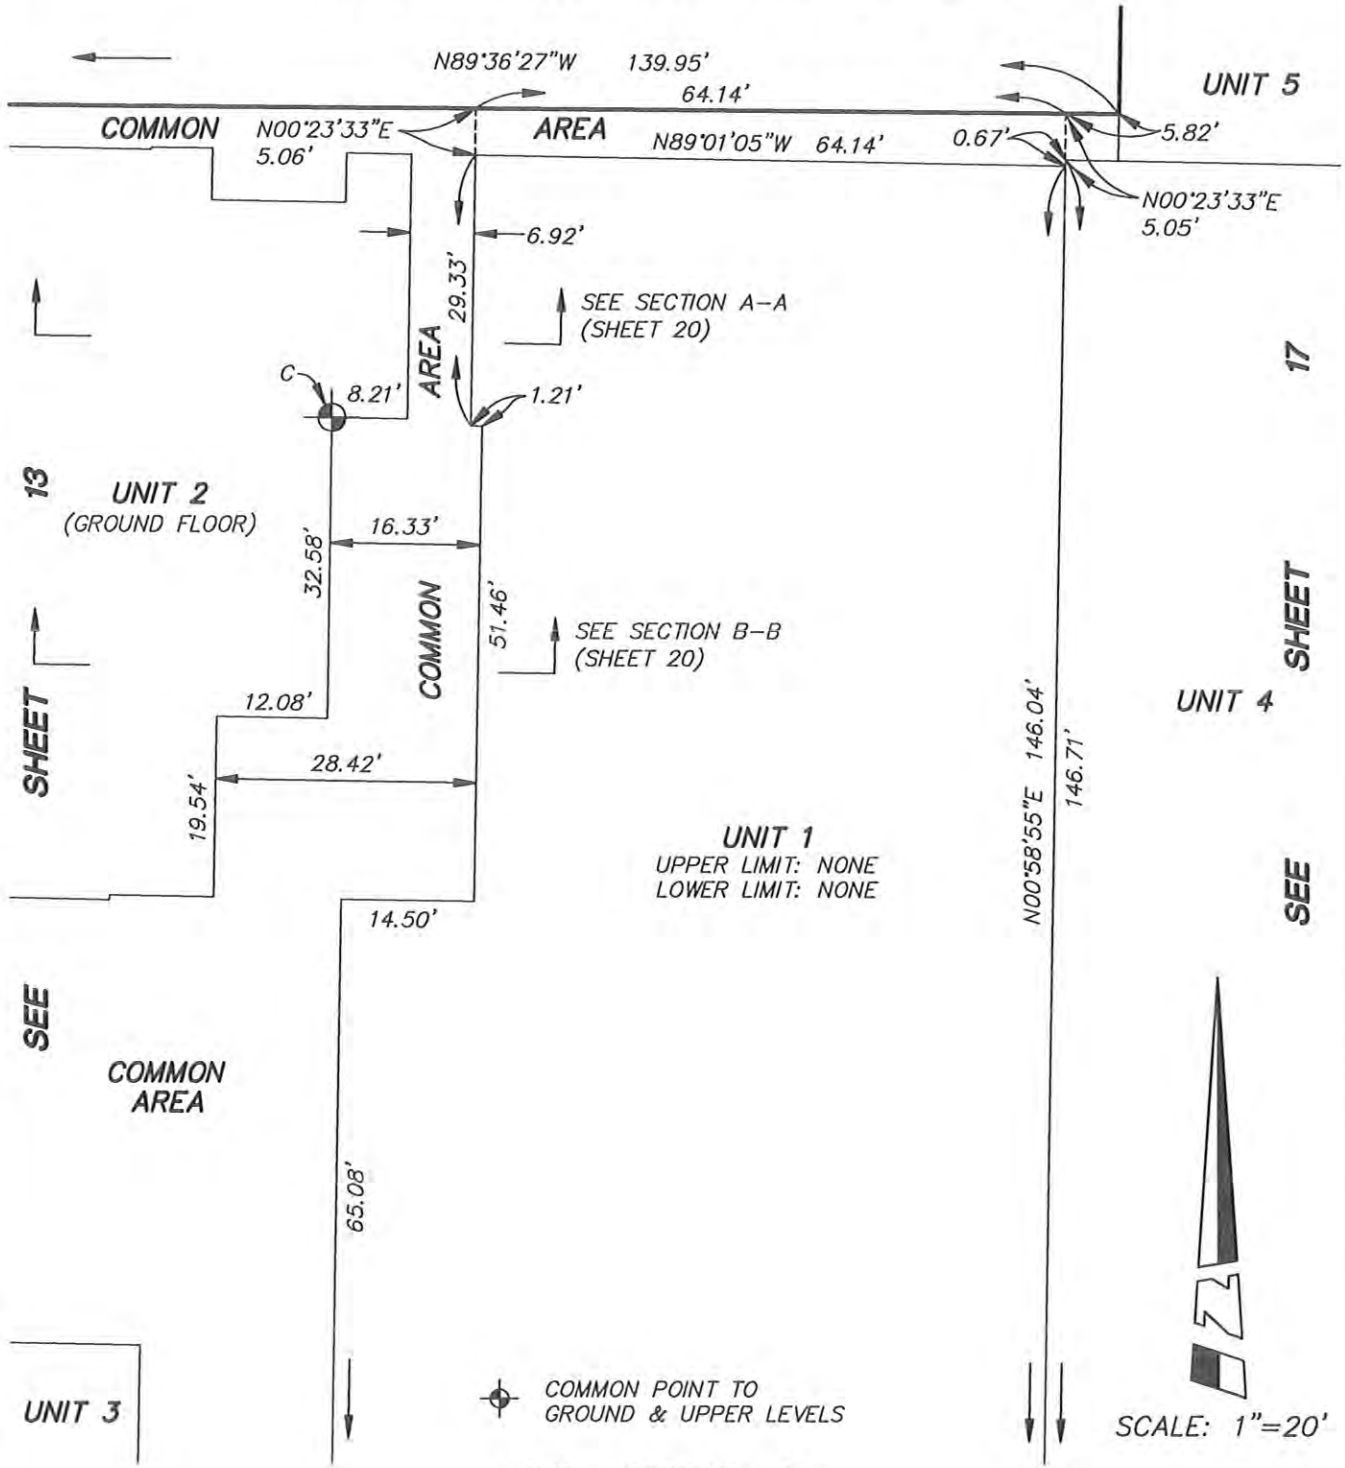 N89°36'27"W 139.95'
64.14'
UNIT 5
COMMON
N00°23'33"E
5.06'
AREA
N89°01'05"W 64.14'
0.67'
5.82'
N00°23'33"E
5.05'
6.92'
29.33'
SEE SECTION A-A
(SHEET 20)
AREA
C
8.21'
1.21'
SEE SHEET 13
UNIT 2
(GROUND FLOOR)
32.58'
16.33'
COMMON
51.46'
SEE SECTION B-B
(SHEET 20)
12.08'
28.42'
19.54'
14.50'
UNIT 1
UPPER LIMIT: NONE
LOWER LIMIT: NONE
N00°58'55"E 146.04'
146.71'
UNIT 4
SEE SHEET 17
COMMON
AREA
65.08'
UNIT 3
COMMON POINT TO
GROUND & UPPER LEVELS
N
SCALE: 1"=20'